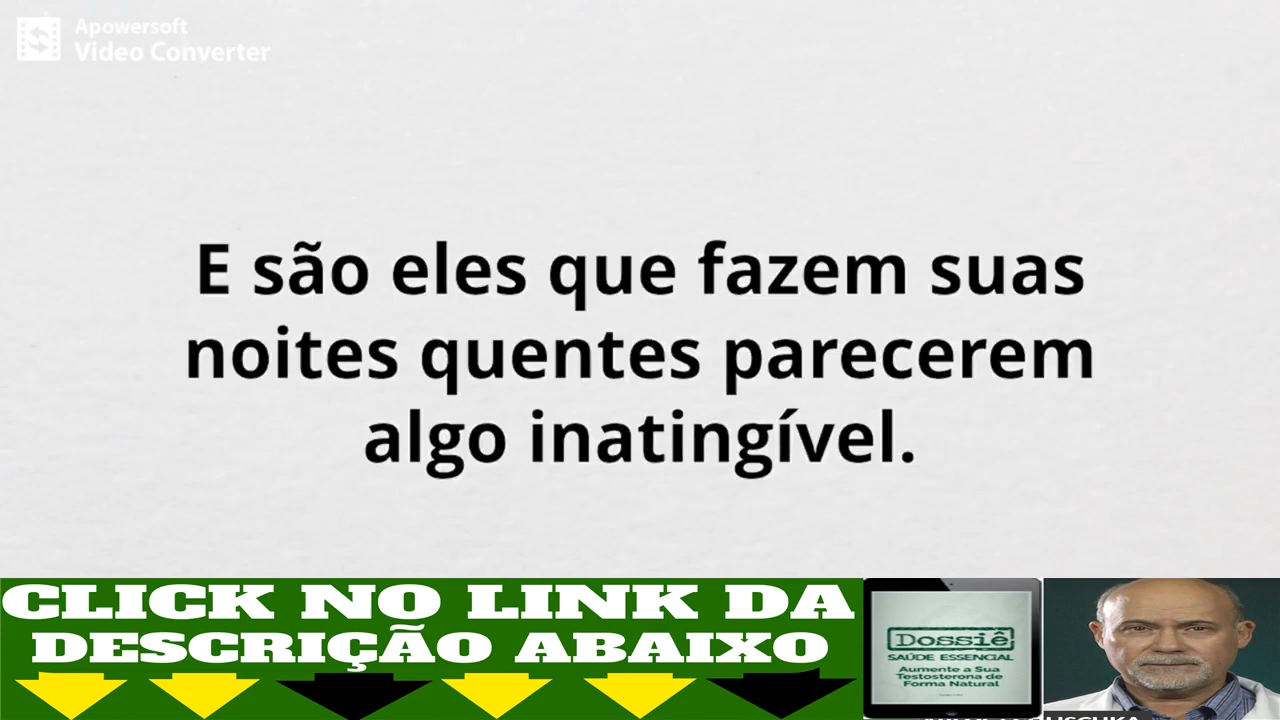 Apowersoft
Video Converter
E são eles que fazem suas
noites quentes parecerem
algo inatingível.
CLICK NO LINK DA
DESCRIÇÃO ABAIXO
Dossiê
SAÚDE ESSENCIAL
Aumente a Sua
Testosterona de
Forma Natural